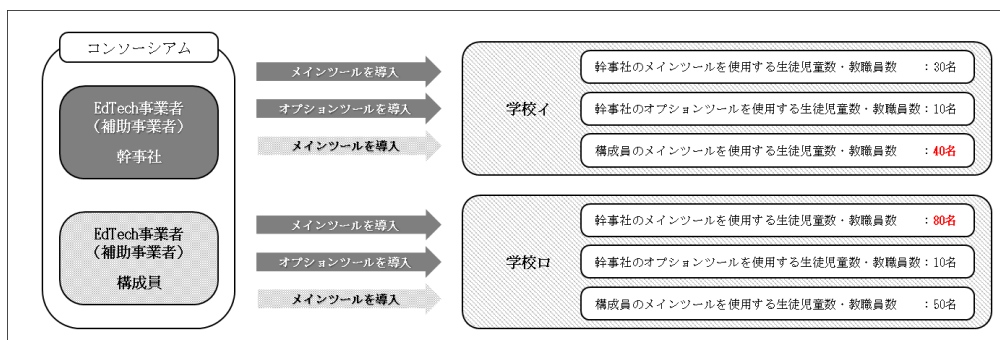 コンソーシアム
EdTech事業者
(補助事業者)
幹事社
EdTech事業者
(補助事業者)
構成員
メインツールを導入
オプションツールを導入
メインツールを導入
学校イ
幹事社のメインツールを使用する生徒児童数・教職員数 :30名
幹事社のオプションツールを使用する生徒児童数・教職員数:10名
構成員のメインツールを使用する生徒児童数・教職員数 :40名
メインツールを導入
オプションツールを導入
メインツールを導入
学校ロ
幹事社のメインツールを使用する生徒児童数・教職員数 :80名
幹事社のオプションツールを使用する生徒児童数・教職員数:10名
構成員のメインツールを使用する生徒児童数・教職員数 :50名